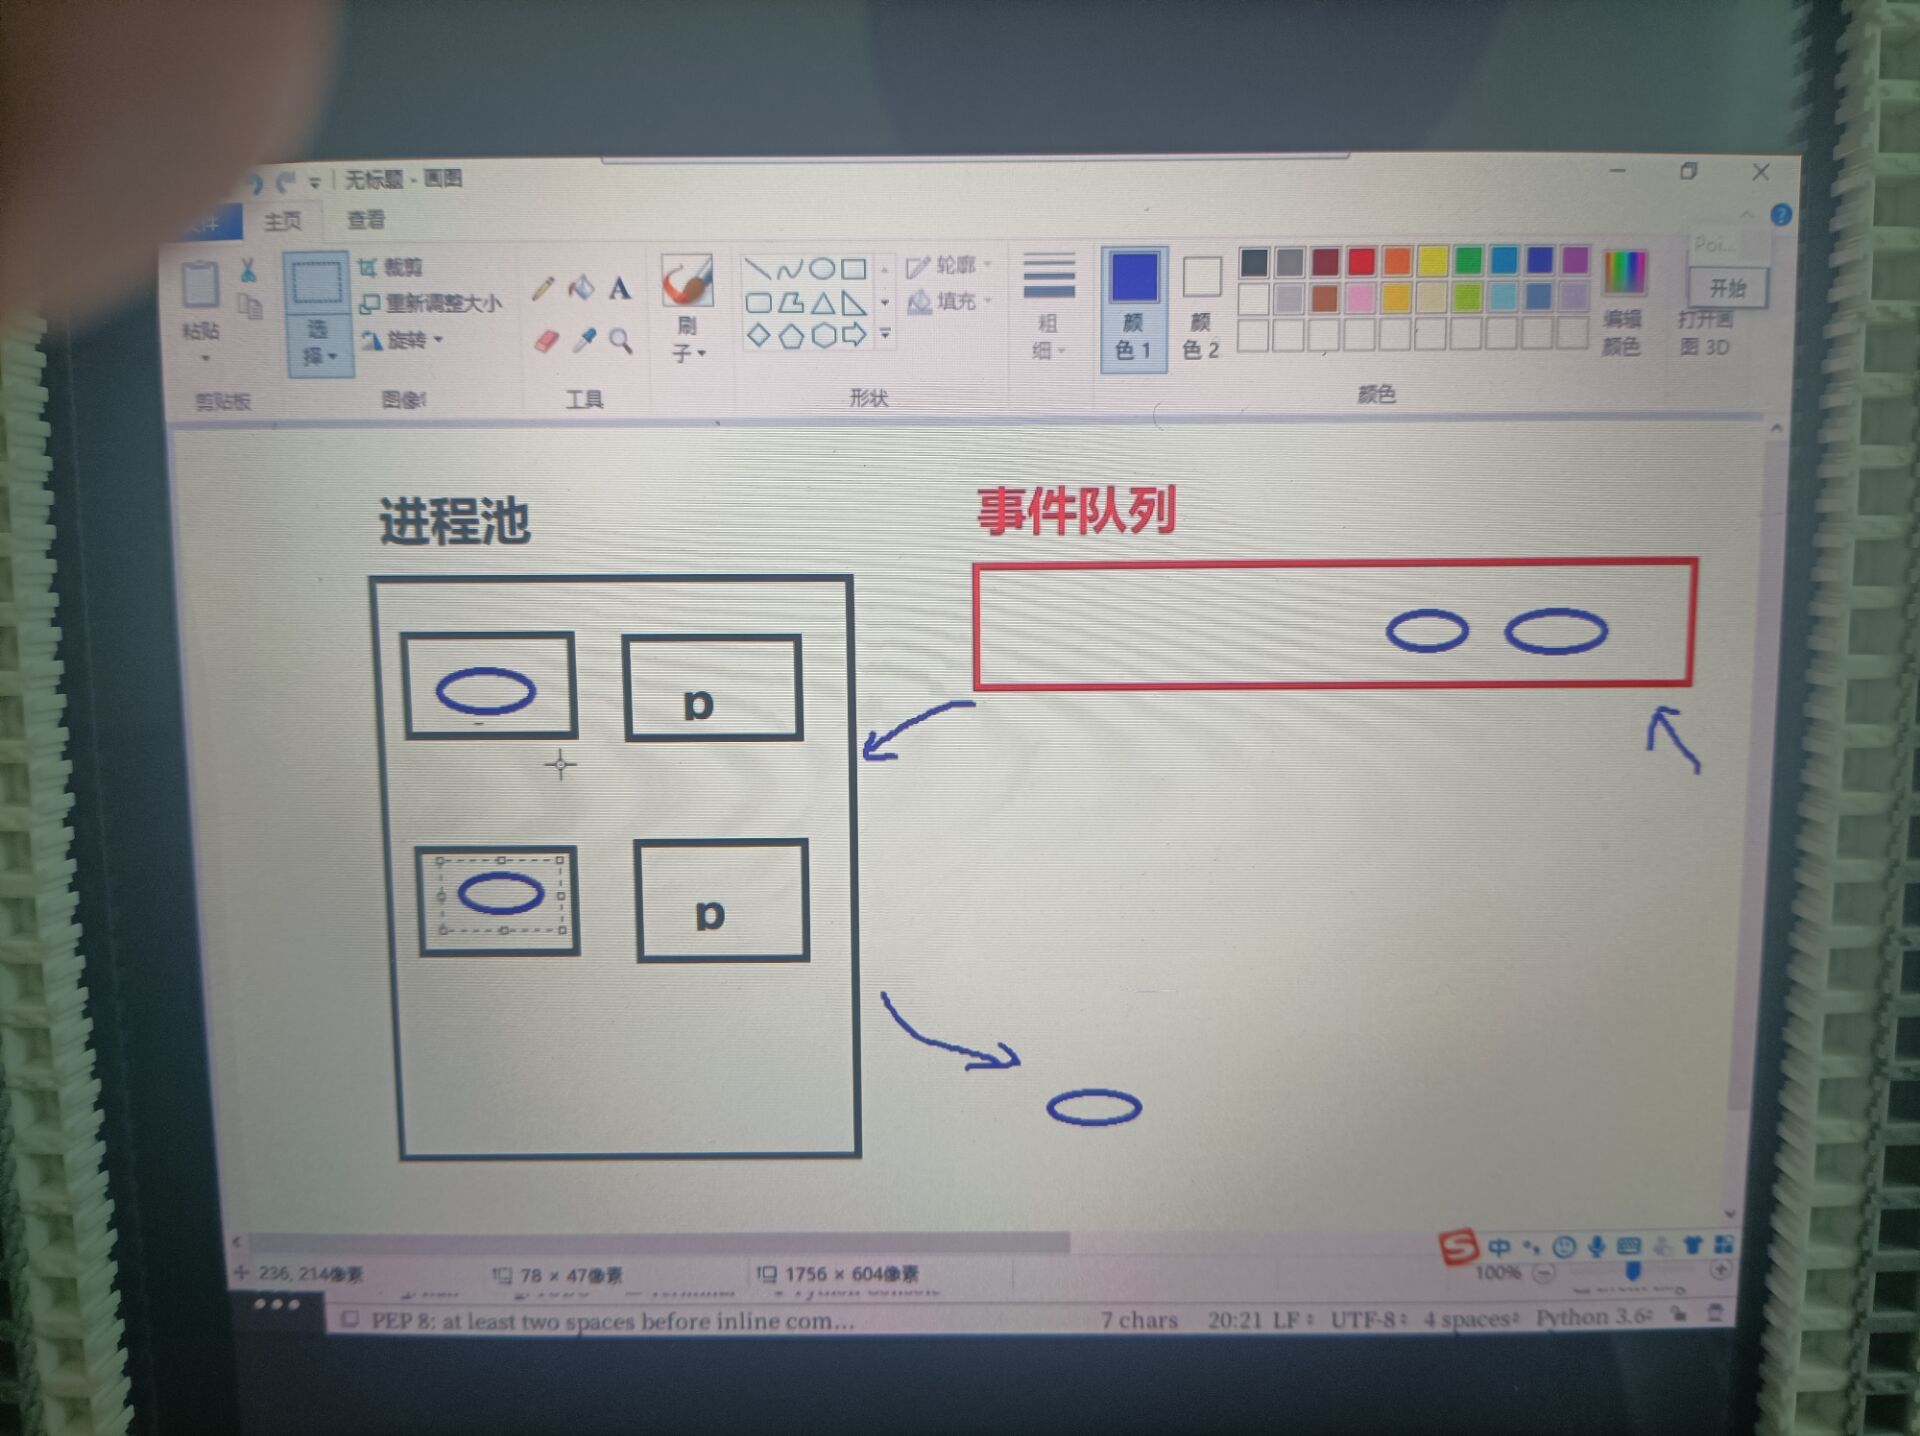 无标题 - 画图
主页 查看
粘贴
选择
裁剪
重新调整大小
旋转
A
刷子
轮廓
填充
粗细
颜色 1
颜色 2
编辑颜色
Poi...
开始
打开画图 3D
剪贴板 图像 工具 形状 颜色
进程池 事件队列
p
p
中
236, 214像素 78 × 47像素 1756 × 604像素 100%
PEP 8: at least two spaces before inline com... 7 chars 20:21 LF UTF-8 4 spaces Python 3.6